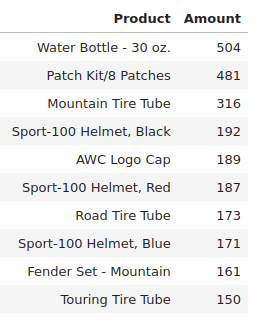 Product Amount
Water Bottle - 30 oz. 504
Patch Kit/8 Patches 481
Mountain Tire Tube 316
Sport-100 Helmet, Black 192
AWC Logo Cap 189
Sport-100 Helmet, Red 187
Road Tire Tube 173
Sport-100 Helmet, Blue 171
Fender Set - Mountain 161
Touring Tire Tube 150